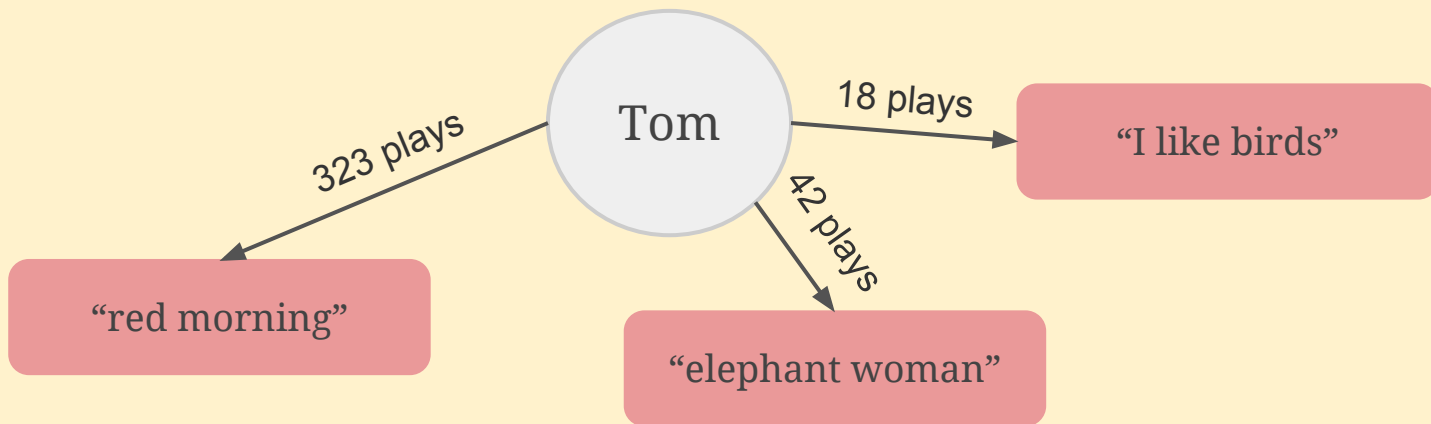 Tom
18 plays
“I like birds”
323 plays
42 plays
“red morning”
“elephant woman”